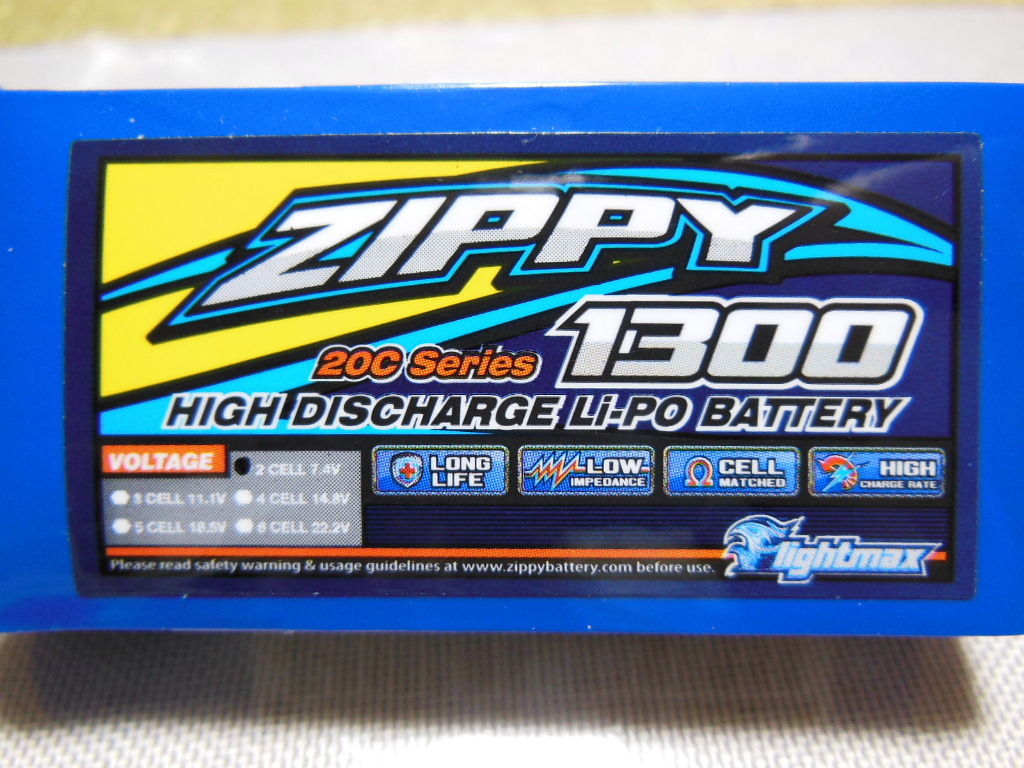 ZIPPY
1300
20C Series
HIGH DISCHARGE Li-PO BATTERY
VOLTAGE
2 CELL 7.4V
3 CELL 11.1V
4 CELL 14.8V
5 CELL 18.5V
6 CELL 22.2V
LONG
LIFE
LOW
IMPEDANCE
CELL
MATCHED
HIGH
CHARGE RATE
Please read safety warning & usage guidelines at www.zippybattery.com before use.
flightmax